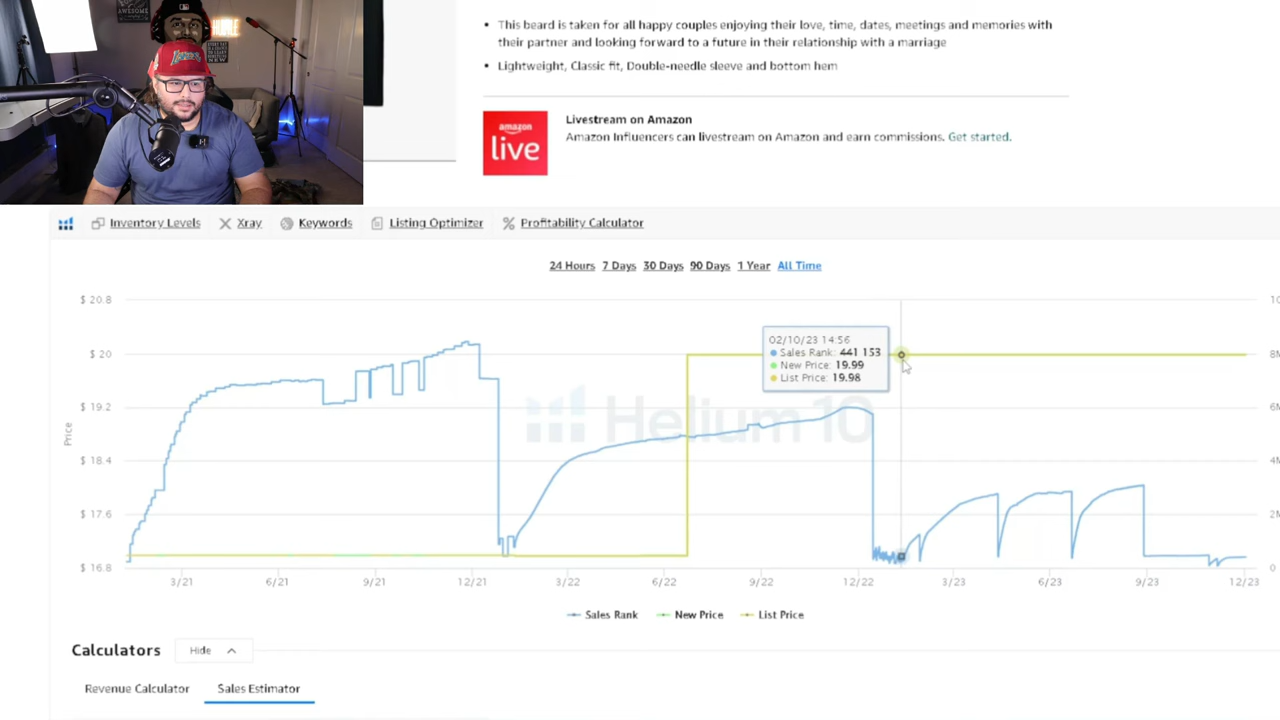 • This beard is taken for all happy couples enjoying their love, time, dates, meetings and memories with
their partner and looking forward to a future in their relationship with a marriage
• Lightweight, Classic fit, Double-needle sleeve and bottom hem
amazon
live
Livestream on Amazon
Amazon Influencers can livestream on Amazon and earn commissions. Get started.
Inventory Levels Xray Keywords Listing Optimizer Profitability Calculator
24 Hours 7 Days 30 Days 90 Days 1 Year All Time
$ 20.8
$ 20
$ 19.2
$ 18.4
$ 17.6
$ 16.8
Price
02/10/23 14:56
Sales Rank: 441 153
New Price: 19.99
List Price: 19.98
Helium 10
10
8M
6M
4M
2M
0
3/21 6/21 9/21 12/21 3/22 6/22 9/22 12/22 3/23 6/23 9/23 12/23
Sales Rank New Price List Price
Calculators Hide
Revenue Calculator Sales Estimator